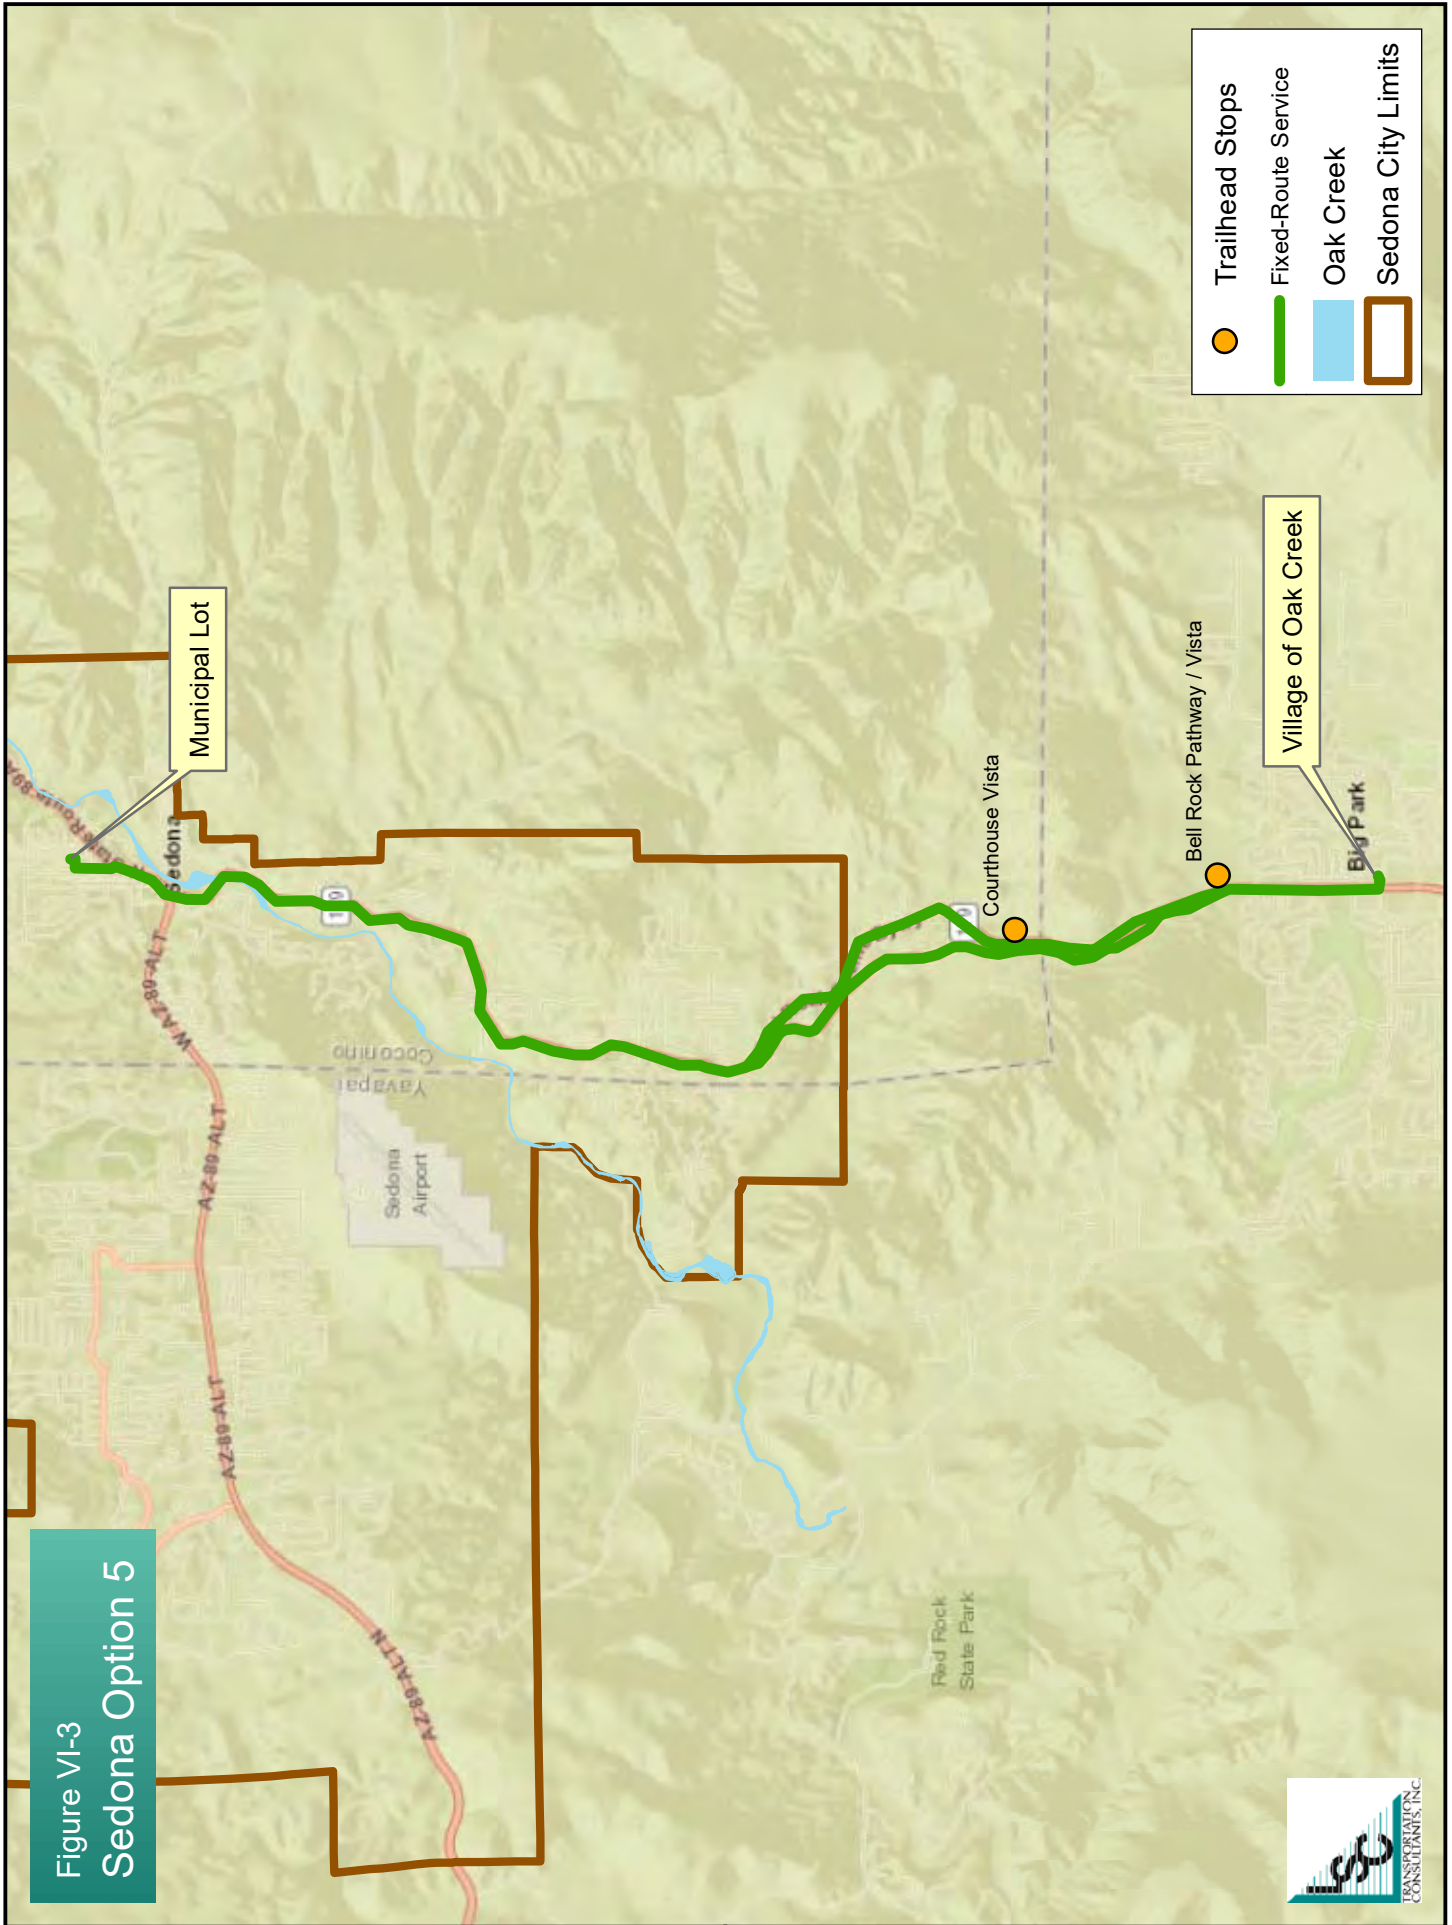 Figure VI-3
Sedona Option 5
Municipal Lot
Sedona
W AZ-89-ALT
AZ-89-ALT
AZ-89-ALT
AZ-89-ALT N
Coconino
Yavapai
Sedona
Airport
Courthouse Vista
Bell Rock Pathway / Vista
Village of Oak Creek
Big Park
Red Rock
State Park
Trailhead Stops
Fixed-Route Service
Oak Creek
Sedona City Limits
LSC
TRANSPORTATION
CONSULTANTS, INC.